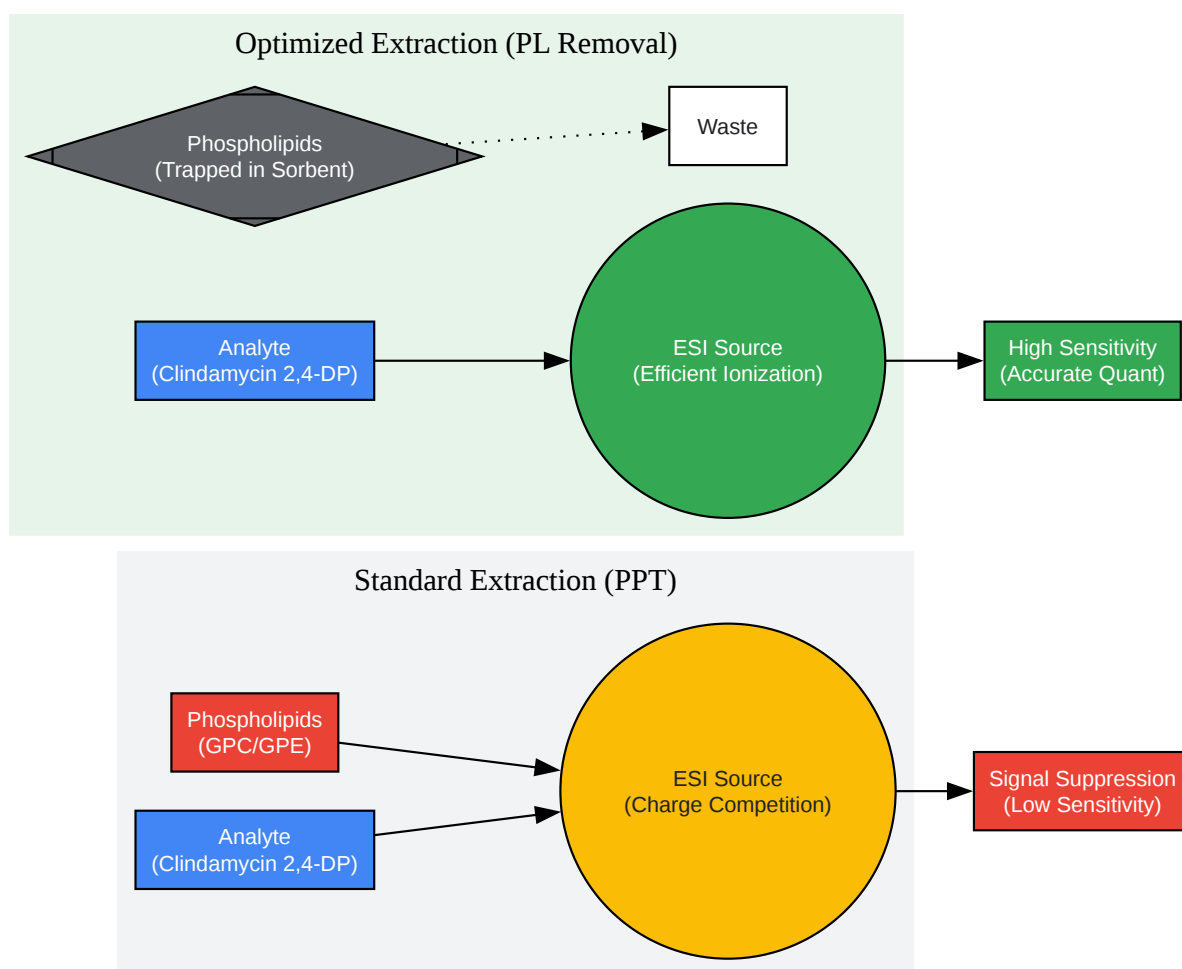 Optimized Extraction (PL Removal)
Phospholipids
(Trapped in Sorbent)
Waste
Analyte
(Clindamycin 2,4-DP)
ESI Source
(Efficient Ionization)
High Sensitivity
(Accurate Quant)
Standard Extraction (PPT)
Phospholipids
(GPC/GPE)
Analyte
(Clindamycin 2,4-DP)
ESI Source
(Charge Competition)
Signal Suppression
(Low Sensitivity)